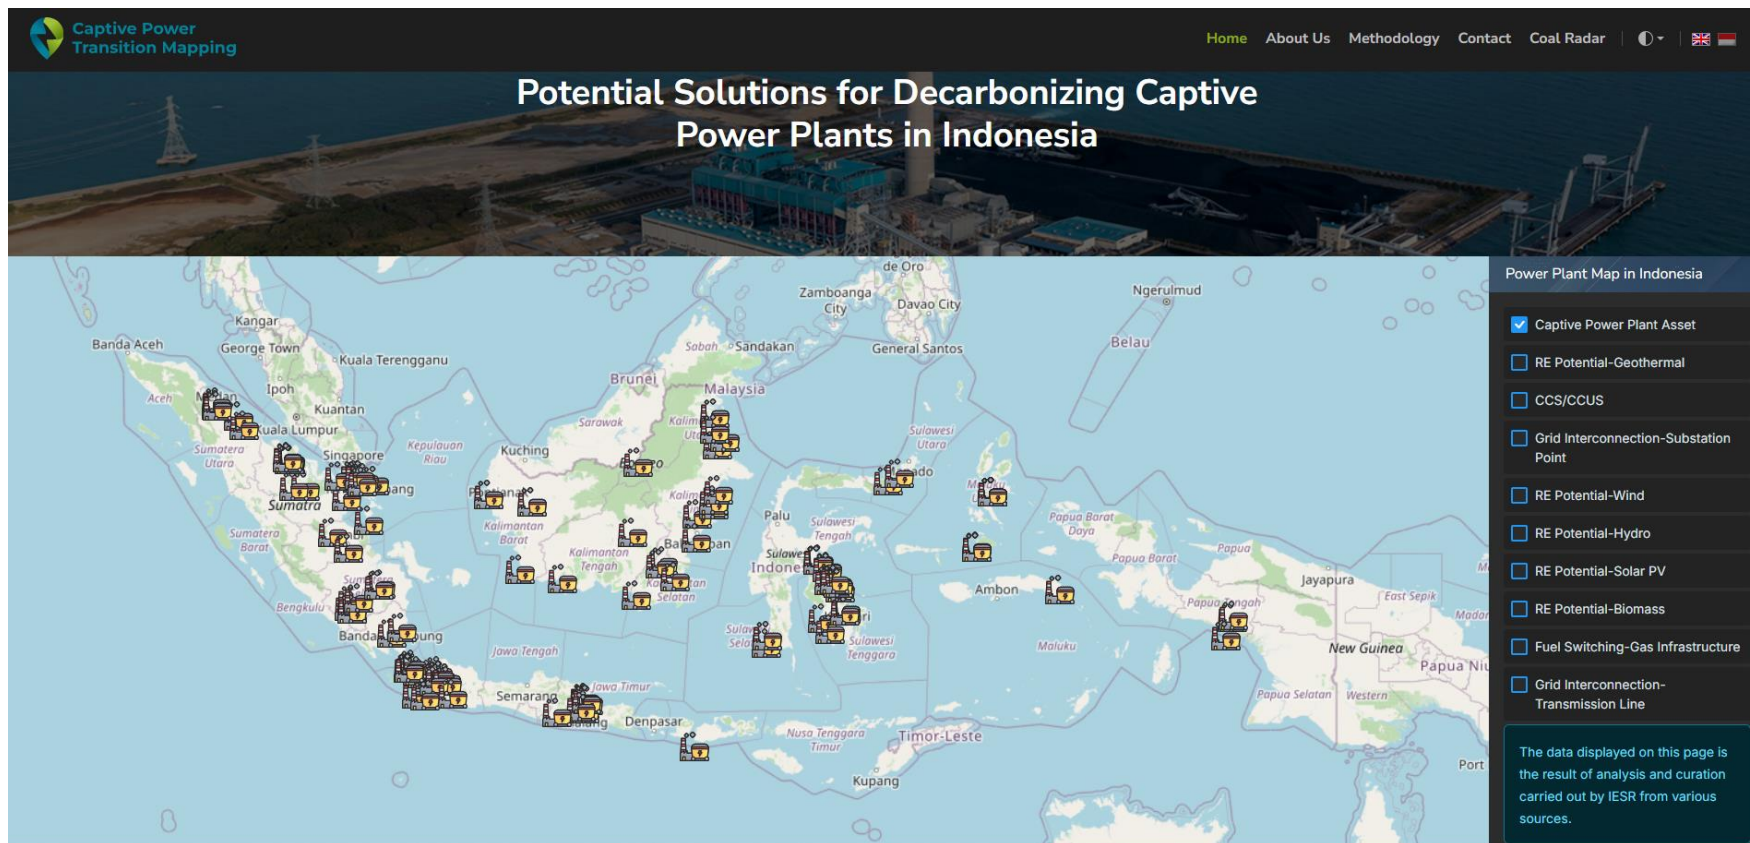 Captive Power
Transition Mapping
Home
About Us
Methodology
Contact
Coal Radar
Potential Solutions for Decarbonizing Captive
Power Plants in Indonesia
de Oro
Zamboanga
City
Davao City
Ngerulmud
Kangar
Banda Aceh
George Town
Kuala Terengganu
Sabah
Sandakan
General Santos
Belau
Ipoh
Brunei
Malaysia
Aceh
Kuantan
Kuala Lumpur
Sarawak
Sumatera
Utara
Kepulauan
Riau
Singapore
Kuching
Sulawesi
Utara
Sumatra
Palu
Sulawesi
Tengah
Papua Barat
Daya
Kalimantan
Barat
Sumatera
Barat
Kalimantan
Tengah
Papua Barat
Papua
Jayapura
East Sepik
Ambon
Selatan
Bengkulu
Sulawesi
Tenggara
Maluku
New Guinea
Jawa Tengah
Semarang
Jawa Timur
Denpasar
Papua Selatan
Western
Nusa Tenggara
Timur
Timor-Leste
Kupang
Port
Power Plant Map in Indonesia
Captive Power Plant Asset
RE Potential-Geothermal
CCS/CCUS
Grid Interconnection-Substation
Point
RE Potential-Wind
RE Potential-Hydro
RE Potential-Solar PV
RE Potential-Biomass
Fuel Switching-Gas Infrastructure
Grid Interconnection-
Transmission Line
The data displayed on this page is
the result of analysis and curation
carried out by IESR from various
sources.